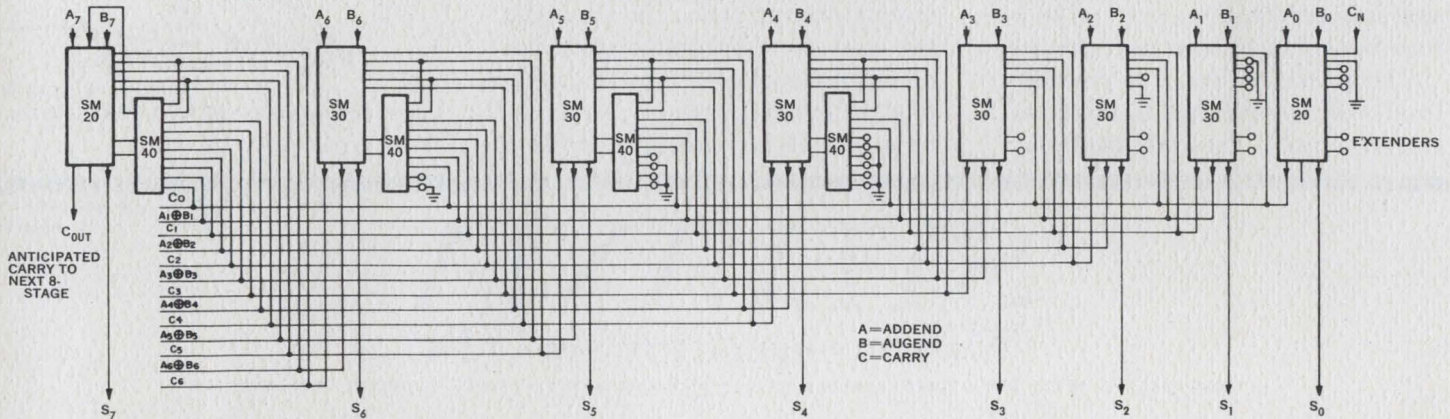 A7 B7 A6 B6 A5 B5 A4 B4 A3 B3 A2 B2 A1 B1 A0 B0 CN
SM 20
SM 40
SM 30
SM 40
SM 30
SM 40
SM 30
SM 40
SM 30
SM 30
SM 30
SM 20
EXTENDERS
C0
A1⊕B1
C1
A2⊕B2
C2
A3⊕B3
C3
A4⊕B4
C4
A5⊕B5
C5
A6⊕B6
C6
COUT
ANTICIPATED
CARRY TO
NEXT 8-
STAGE
A=ADDEND
B=AUGEND
C=CARRY
S7 S6 S5 S4 S3 S2 S1 S0